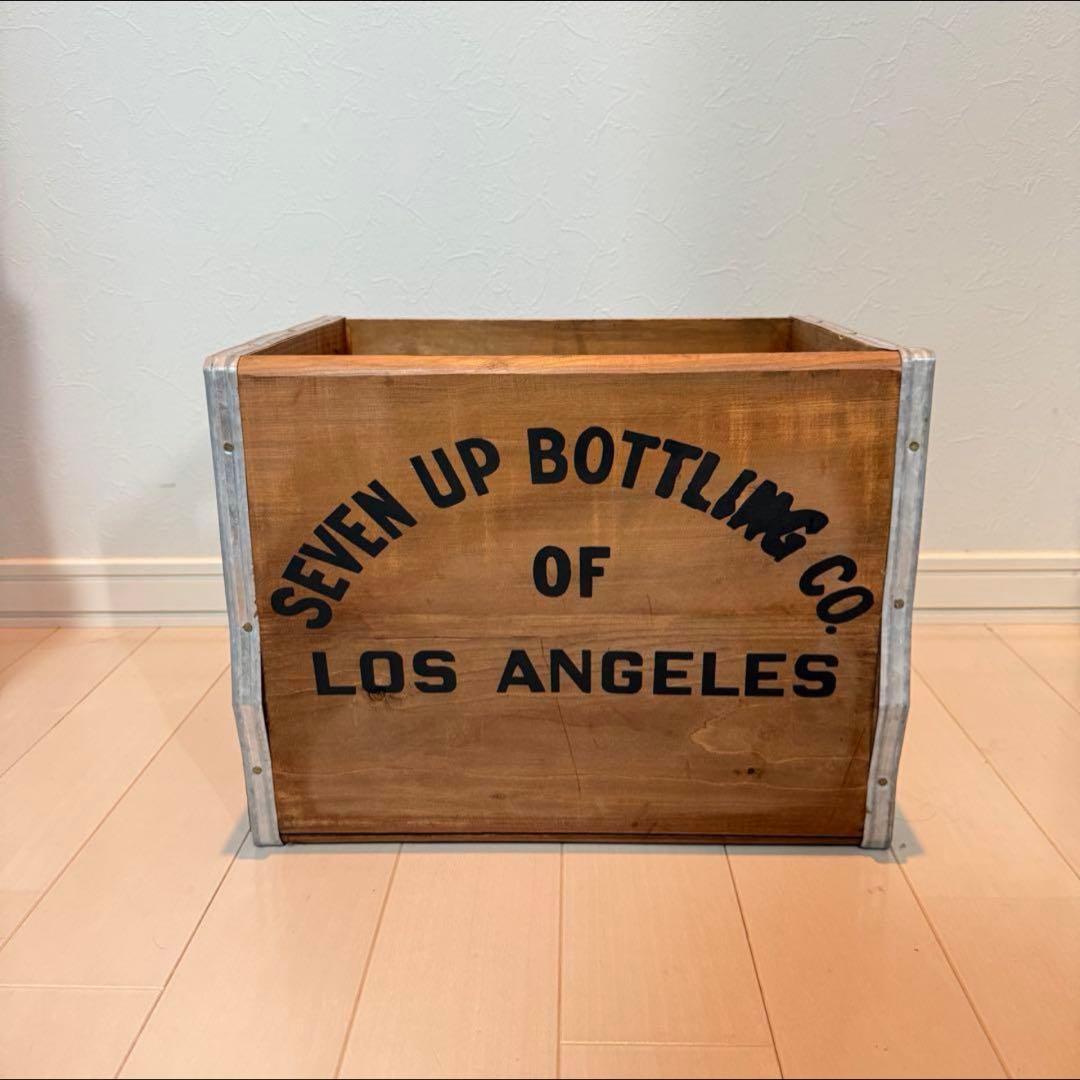 SEVEN UP BOTTLING CO.
OF
LOS ANGELES